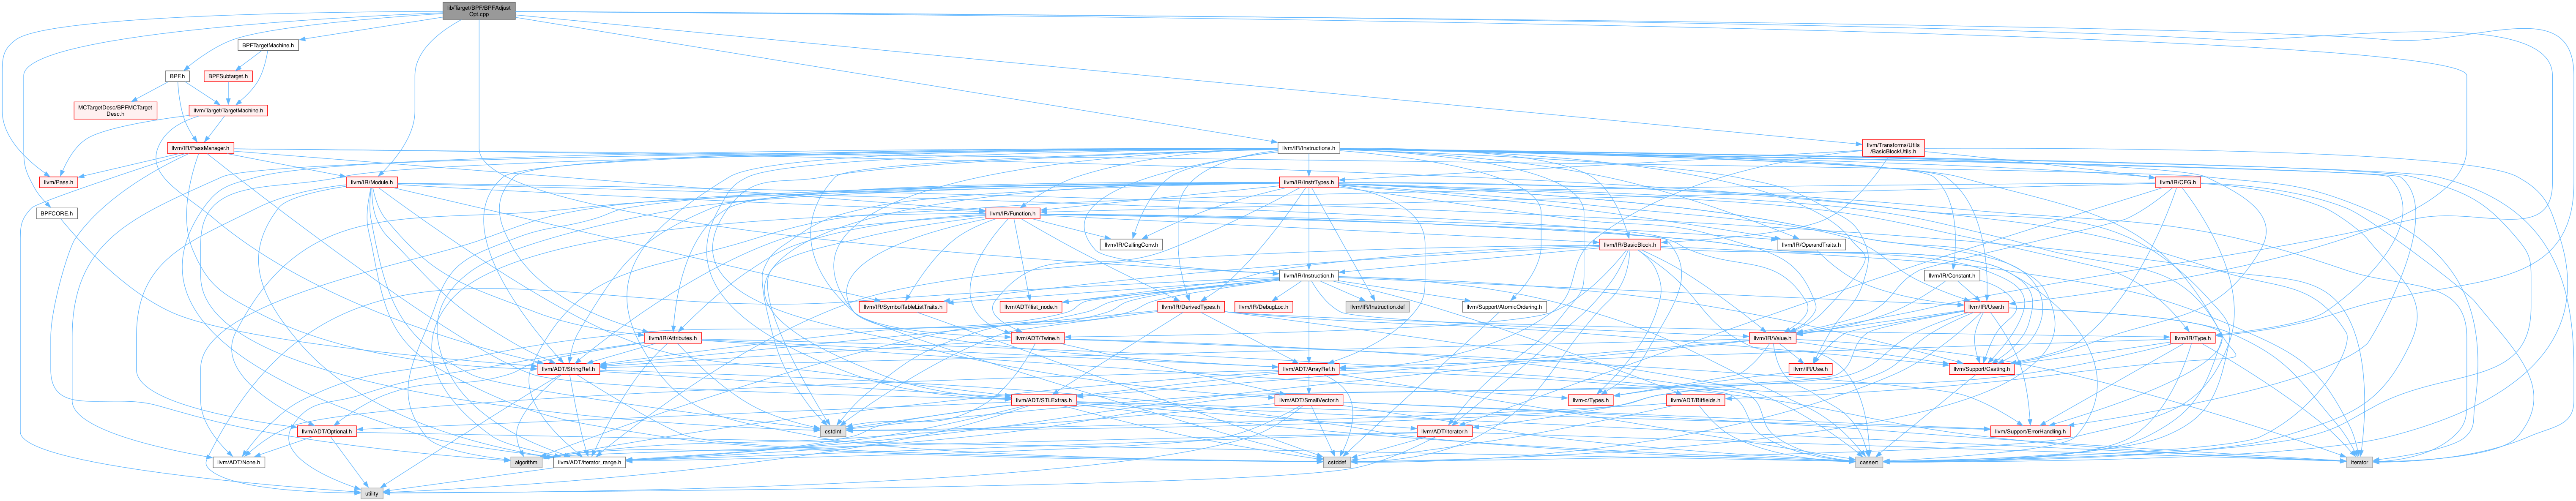 lib/Target/BPF/BPFAdjust
Opt.cpp
BPFTargetMachine.h
BPF.h
BPFSubtarget.h
MCTargetDesc/BPFMCTarget
Desc.h
llvm/Target/TargetMachine.h
llvm/IR/PassManager.h
llvm/IR/Instructions.h
llvm/Transforms/Utils
/BasicBlockUtils.h
llvm/Pass.h
llvm/IR/Module.h
llvm/IR/InstrTypes.h
llvm/IR/CFG.h
BPFCORE.h
llvm/IR/Function.h
llvm/IR/CallingConv.h
llvm/IR/BasicBlock.h
llvm/IR/OperandTraits.h
llvm/IR/Instruction.h
llvm/IR/Constant.h
llvm/IR/SymbolTableListTraits.h
llvm/ADT/ilist_node.h
llvm/IR/DerivedTypes.h
llvm/IR/DebugLoc.h
llvm/IR/Instruction.def
llvm/Support/AtomicOrdering.h
llvm/IR/User.h
llvm/IR/Attributes.h
llvm/ADT/Twine.h
llvm/IR/Value.h
llvm/IR/Type.h
llvm/ADT/StringRef.h
llvm/ADT/ArrayRef.h
llvm/IR/Use.h
llvm/Support/Casting.h
llvm/ADT/STLExtras.h
llvm/ADT/SmallVector.h
llvm-c/Types.h
llvm/ADT/Bitfields.h
llvm/ADT/Optional.h
cstdint
llvm/ADT/iterator.h
llvm/Support/ErrorHandling.h
llvm/ADT/None.h
algorithm
llvm/ADT/iterator_range.h
cstddef
cassert
iterator
utility